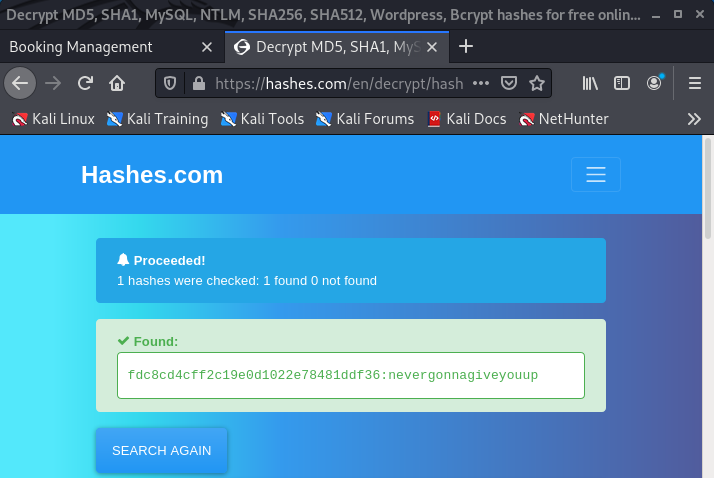 Decrypt MD5, SHA1, MySQL, NTLM, SHA256, SHA512, Wordpress, Bcrypt hashes for free onlin...
Booking Management
Decrypt MD5, SHA1, MyS
https://hashes.com/en/decrypt/hash
Kali Linux Kali Training Kali Tools Kali Forums Kali Docs NetHunter
Hashes.com
Proceeded!
1 hashes were checked: 1 found 0 not found
Found:
fdc8cd4cff2c19e0d1022e78481ddf36:nevergonnagiveyouup
SEARCH AGAIN